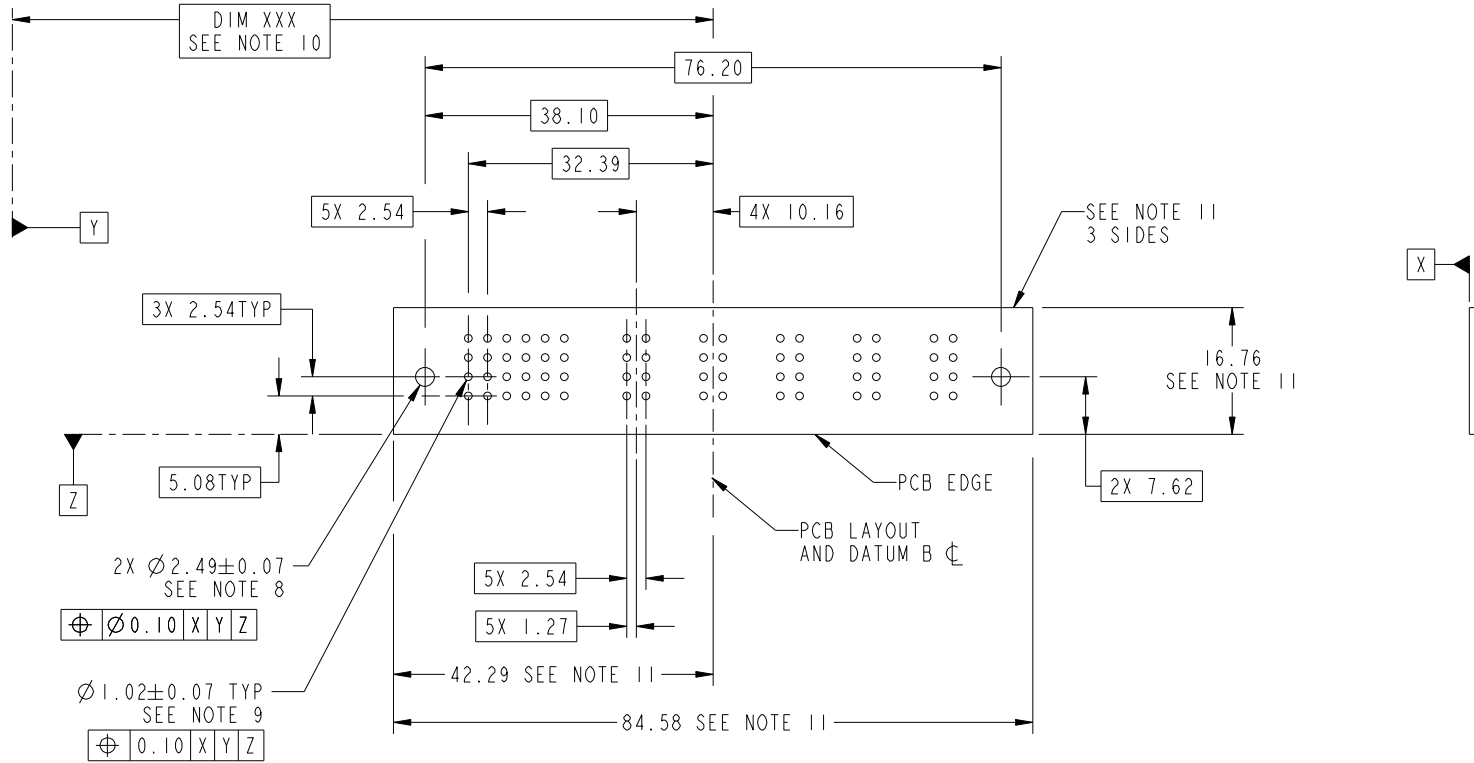 DIM XXX
SEE NOTE 10
76.20
38.10
32.39
5X 2.54
4X 10.16
SEE NOTE 11
3 SIDES
Y
X
3X 2.54TYP
16.76
SEE NOTE 11
5.08TYP
Z
PCB EDGE
2X 7.62
PCB LAYOUT
AND DATUM B ℄
2X ∅2.49±0.07
SEE NOTE 8
⌖ ∅0.10 X Y Z
5X 2.54
5X 1.27
42.29 SEE NOTE 11
∅1.02±0.07 TYP
SEE NOTE 9
⌖ 0.10 X Y Z
84.58 SEE NOTE 11